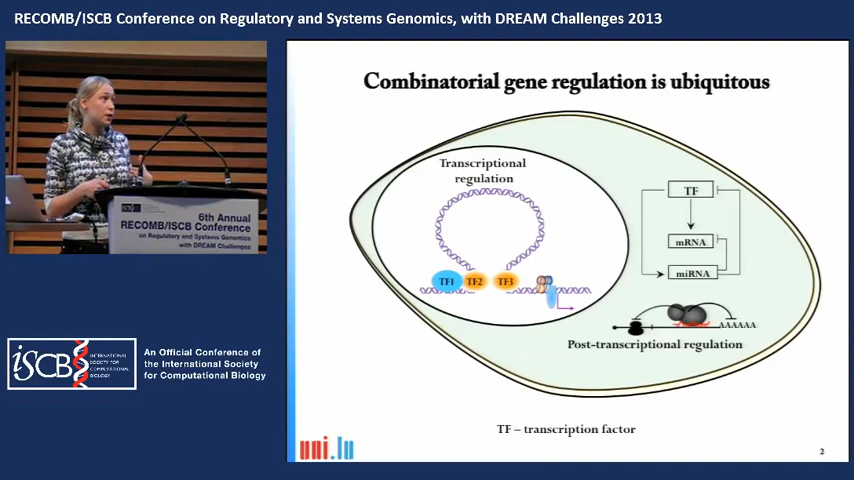 RECOMB/ISCB Conference on Regulatory and Systems Genomics, with DREAM Challenges 2013
Combinatorial gene regulation is ubiquitous
Transcriptional
regulation
TF
mRNA
miRNA
TF1
TF2
TF3
AAAAAA
Post-transcriptional regulation
TF – transcription factor
uni.lu
2
6th Annual
RECOMB/ISCB Conference
on Regulatory and Systems Genomics
with DREAM Challenges
iSCB
INTERNATIONAL
SOCIETY FOR
COMPUTATIONAL
BIOLOGY
An Official Conference of
the International Society
for Computational Biology